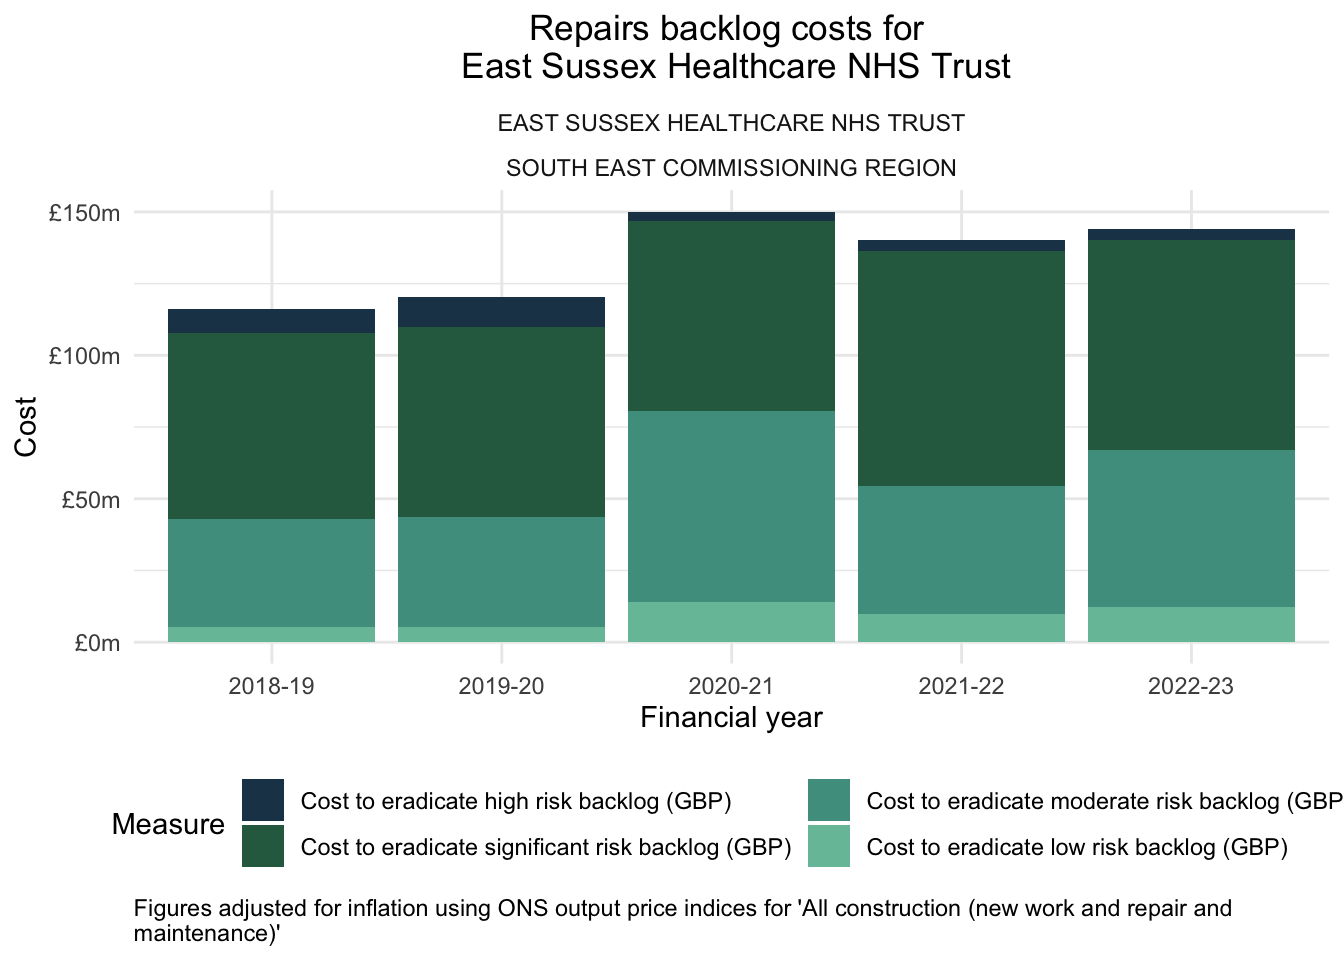 Repairs backlog costs for
East Sussex Healthcare NHS Trust
EAST SUSSEX HEALTHCARE NHS TRUST
SOUTH EAST COMMISSIONING REGION
£150m
£100m
£50m
£0m
Cost
2018-19 2019-20 2020-21 2021-22 2022-23
Financial year
Measure
Cost to eradicate high risk backlog (GBP)
Cost to eradicate significant risk backlog (GBP)
Cost to eradicate moderate risk backlog (GBP
Cost to eradicate low risk backlog (GBP)
Figures adjusted for inflation using ONS output price indices for 'All construction (new work and repair and
maintenance)'